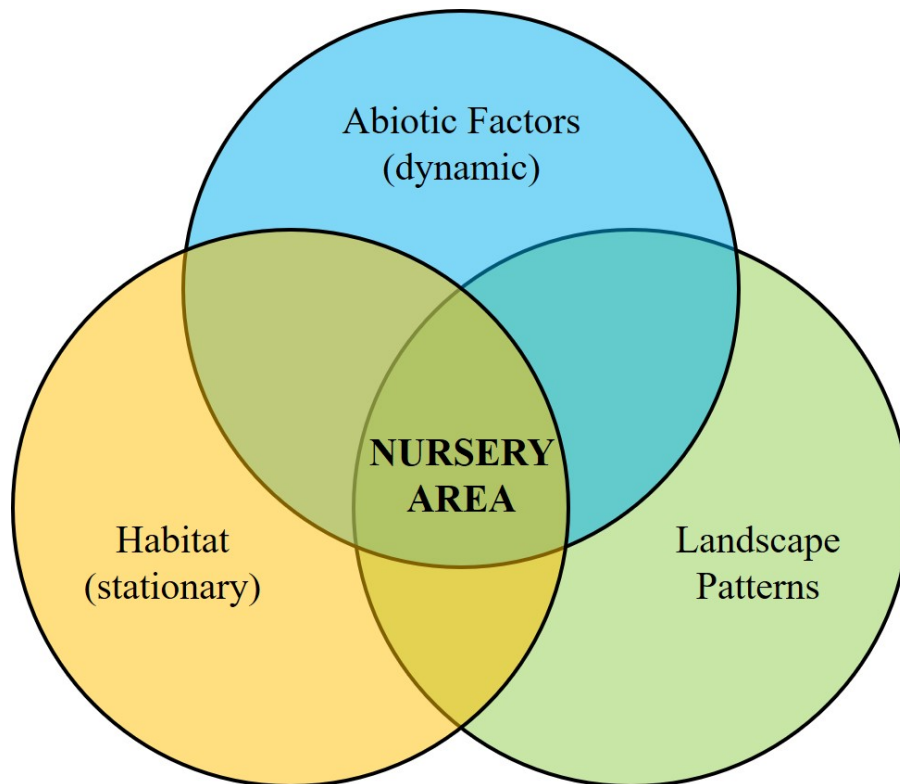 Abiotic Factors
(dynamic)
NURSERY
AREA
Habitat
(stationary)
Landscape
Patterns